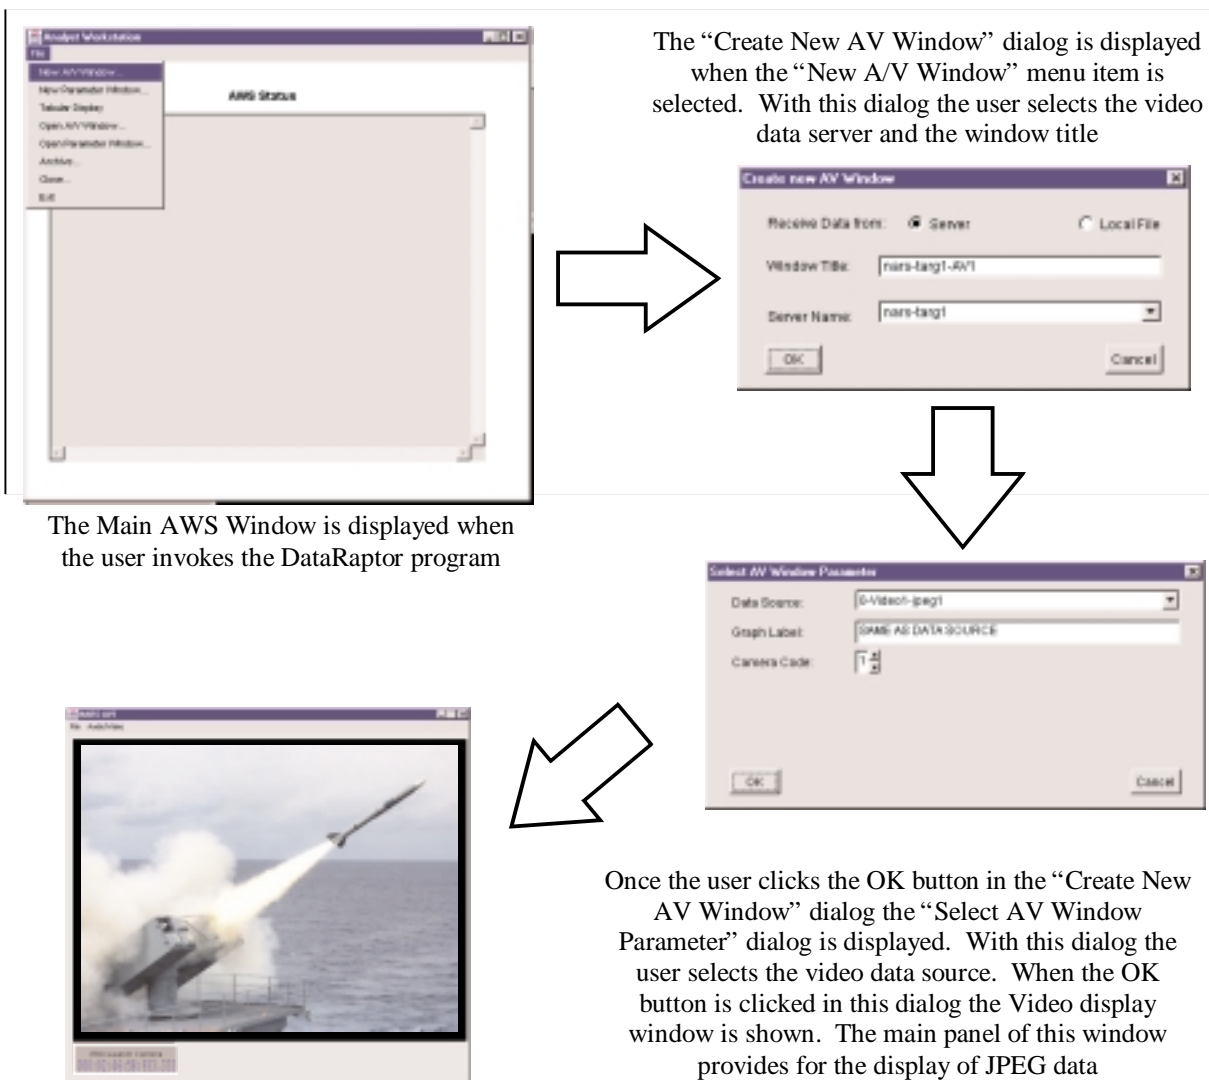 Analyst Workstation
File
New A/V Window...
New Parameter Window...
Tabular Display
Open A/V Window...
Open Parameter Window...
Archive...
Close...
Exit
AWS Status
The Main AWS Window is displayed when
the user invokes the DataRaptor program
The “Create New AV Window” dialog is displayed
when the “New A/V Window” menu item is
selected.  With this dialog the user selects the video
data server and the window title
Create new AV Window
Receive Data from: Server Local File
Window Title: nars-targ1-AV1
Server Name: nars-targ1
OK Cancel
Select AV Window Parameter
Data Source: 0-Video1-jpeg1
Graph Label: SAME AS DATA SOURCE
Camera Code: 1
OK Cancel
File Audio/Video
Once the user clicks the OK button in the “Create New
AV Window” dialog the “Select AV Window
Parameter” dialog is displayed.  With this dialog the
user selects the video data source.  When the OK
button is clicked in this dialog the Video display
window is shown.  The main panel of this window
provides for the display of JPEG data